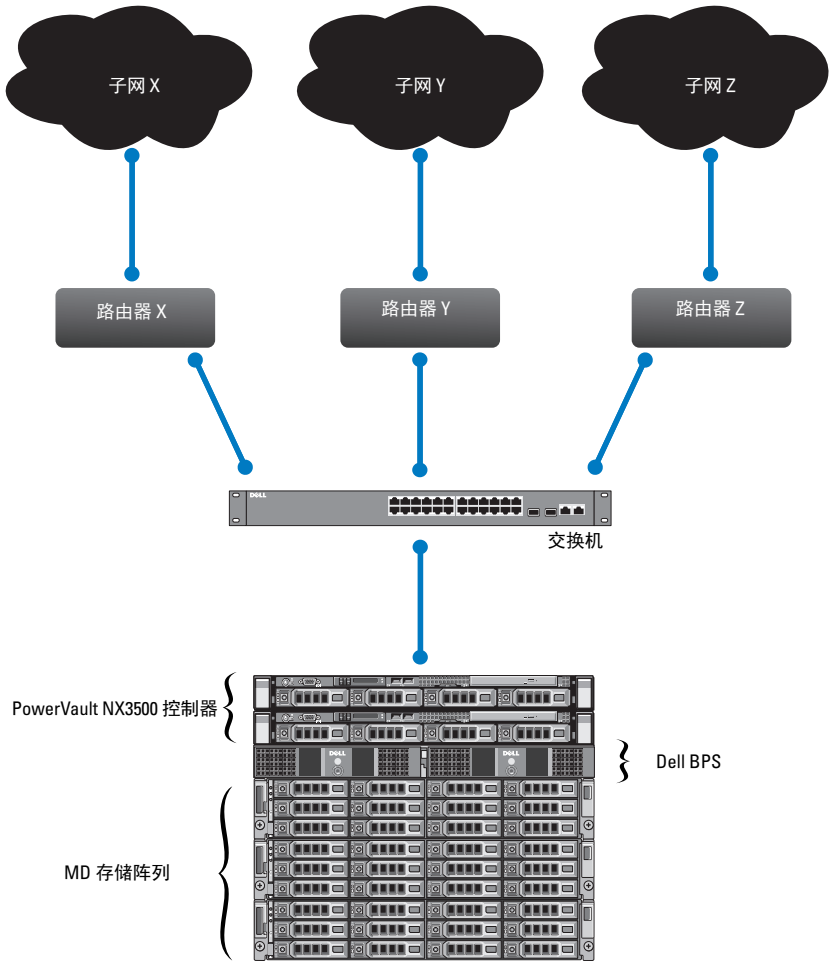 子网 X
子网 Y
子网 Z
路由器 X
路由器 Y
路由器 Z
DELL
交换机
PowerVault NX3500 控制器
DELL
DELL
Dell BPS
MD 存储阵列